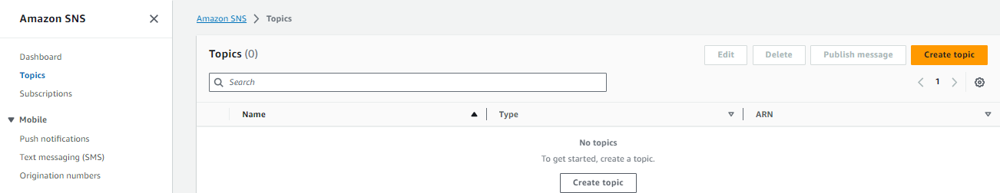 Amazon SNS
Amazon SNS > Topics
Dashboard
Topics
Subscriptions
Mobile
Push notifications
Text messaging (SMS)
Origination numbers
Topics (0)
Edit Delete Publish message Create topic
Search
1
Name Type ARN
No topics
To get started, create a topic.
Create topic